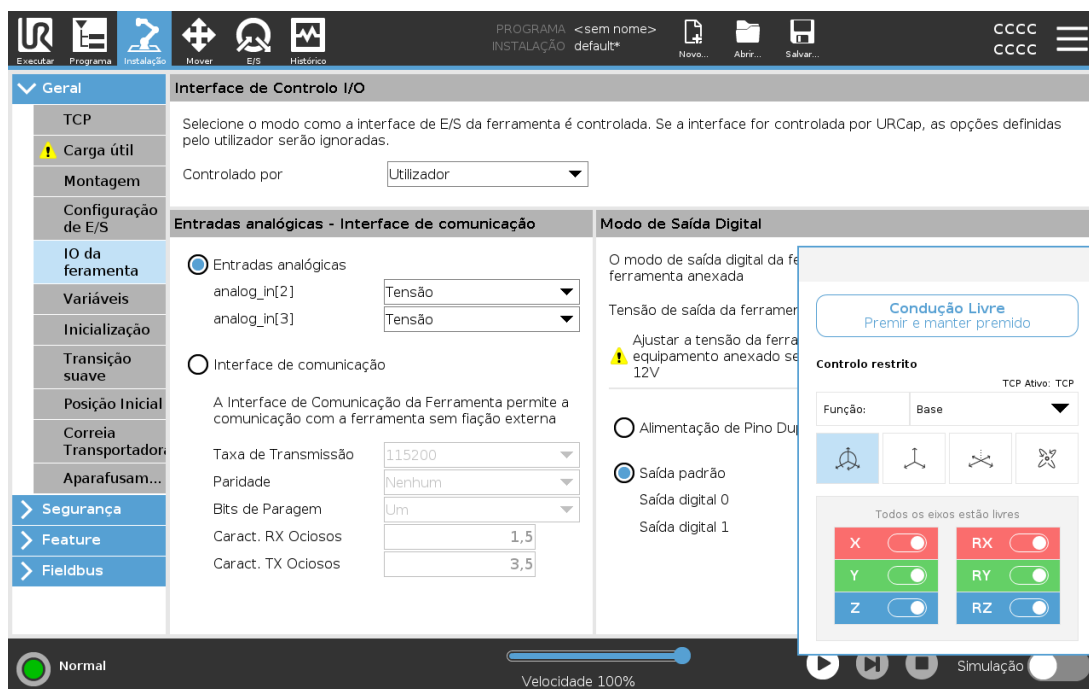 PROGRAMA <sem nome>
INSTALAÇÃO default*
CCCC
CCCC
Executar
Programa
Instalação
Mover
E/S
Histórico
Novo...
Abrir...
Salvar...
Geral
TCP
Carga útil
Montagem
Configuração
de E/S
IO da
feramenta
Variáveis
Inicialização
Transição
suave
Posição Inicial
Correia
Transportador
Aparafusam...
Segurança
Feature
Fieldbus
Interface de Controlo I/O
Selecione o modo como a interface de E/S da ferramenta é controlada. Se a interface for controlada por URCap, as opções definidas
pelo utilizador serão ignoradas.
Controlado por Utilizador
Entradas analógicas - Interface de comunicação
Entradas analógicas
analog_in[2] Tensão
analog_in[3] Tensão
Interface de comunicação
A Interface de Comunicação da Ferramenta permite a
comunicação com a ferramenta sem fiação externa
Taxa de Transmissão 115200
Paridade Nenhum
Bits de Paragem Um
Caract. RX Ociosos 1,5
Caract. TX Ociosos 3,5
Modo de Saída Digital
O modo de saída digital da fe
ferramenta anexada
Tensão de saída da ferramen
Ajustar a tensão da ferra
equipamento anexado se
12V
Alimentação de Pino Dup
Saída padrão
Saída digital 0
Saída digital 1
Condução Livre
Premir e manter premido
Controlo restrito
TCP Ativo: TCP
Função: Base
Todos os eixos estão livres
X RX
Y RY
Z RZ
Normal
Velocidade 100%
Simulação